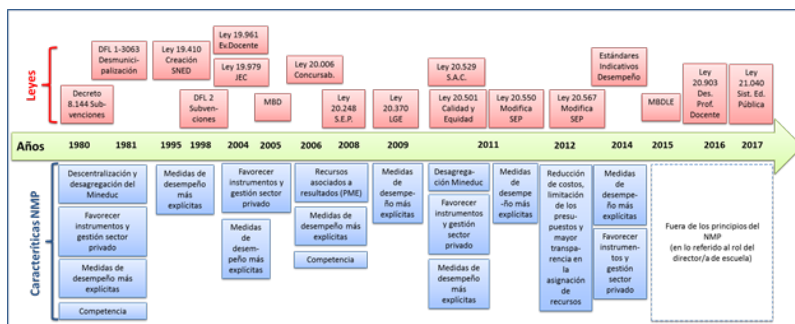 Leyes
Decreto
8.144 Sub-
venciones
DFL 1-3063
Desmunici-
palización
Ley 19.410
Creación
SNED
DFL 2
Subven-
ciones
Ley 19.961
Ev.Docente
Ley 19.979
JEC
MBD
Ley 20.006
Concursab.
Ley
20.248
S.E.P.
Ley
20.370
LGE
Ley 20.529
S.A.C.
Ley 20.501
Calidad y
Equidad
Ley 20.550
Modifica
SEP
Ley 20.567
Modifica
SEP
Estándares
Indicativos
Desempeño
MBDLE
Ley
20.903
Des.
Prof.
Docente
Ley
21.040
Sist. Ed.
Pública
Años 1980 1981 1995 1998 2004 2005 2006 2008 2009 2011 2012 2014 2015 2016 2017
Caracteríticas NMP
Descentralización y
desagregación del
Mineduc
Favorecer
instrumentos y
gestión sector
privado
Medidas de
desempeño más
explícitas
Competencia
Medidas de
desempeño
más
explícitas
Favorecer
instrumentos y
gestión sector
privado
Medidas
de
desem-
peño más
explícitas
Recursos
asociados a
resultados (PME)
Medidas de
desempeño más
explícitas
Competencia
Medidas
de
desempe-
ño más
explícitas
Desagrega-
ción Mineduc
Favorecer
instrumentos
y gestión
sector
privado
Medidas de
desempeño
más
explícitas
Medidas
de
desempe
-ño más
explícitas
Reducción
de costos,
limitación
de los
presu-
puestos y
mayor
transpa-
rencia en
la
asignación
de
recursos
Medidas
de
desempe-
ño más
explícitas
Favorecer
instrumen-
tos y
gestión
sector
privado
Fuera de los principios del
NMP
(en lo referido al rol del
director/a de escuela)